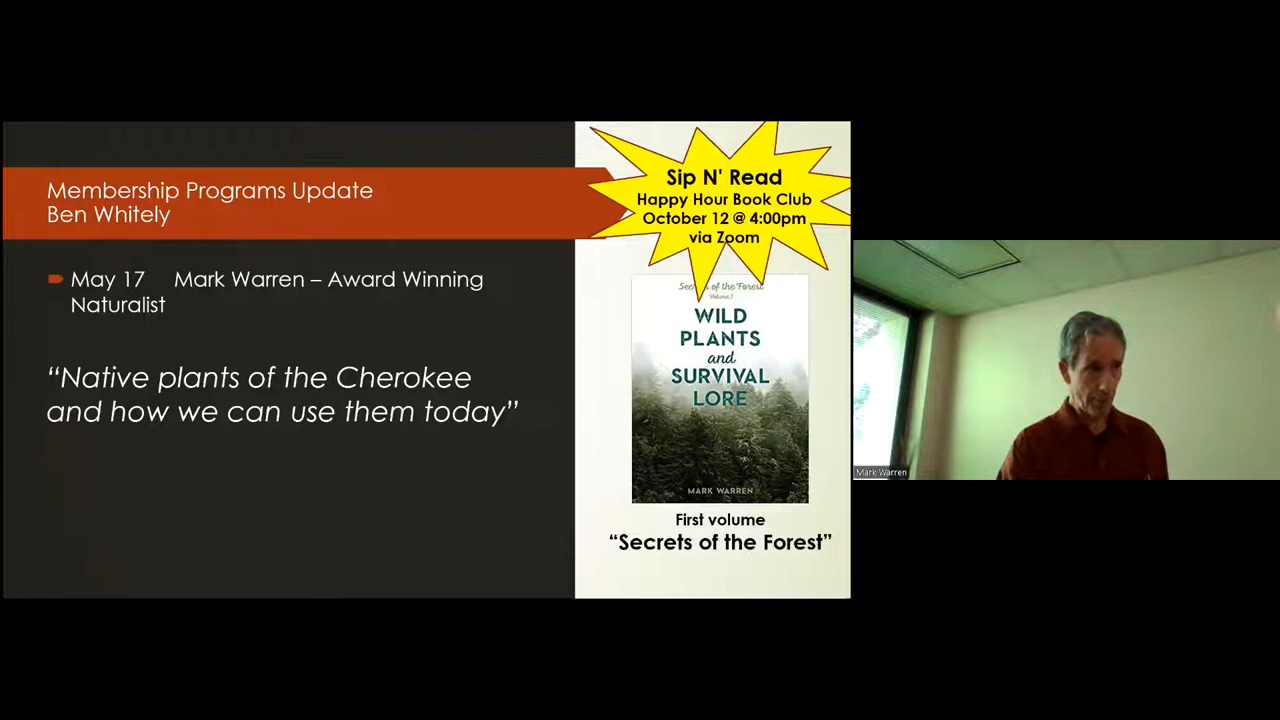 Membership Programs Update
Ben Whitely
May 17 Mark Warren – Award Winning
Naturalist
“Native plants of the Cherokee
and how we can use them today”
Sip N' Read
Happy Hour Book Club
October 12 @ 4:00pm
via Zoom
Secrets of the Forest
Volume 1
WILD
PLANTS
and
SURVIVAL
LORE
MARK WARREN
First volume
“Secrets of the Forest”
Mark Warren